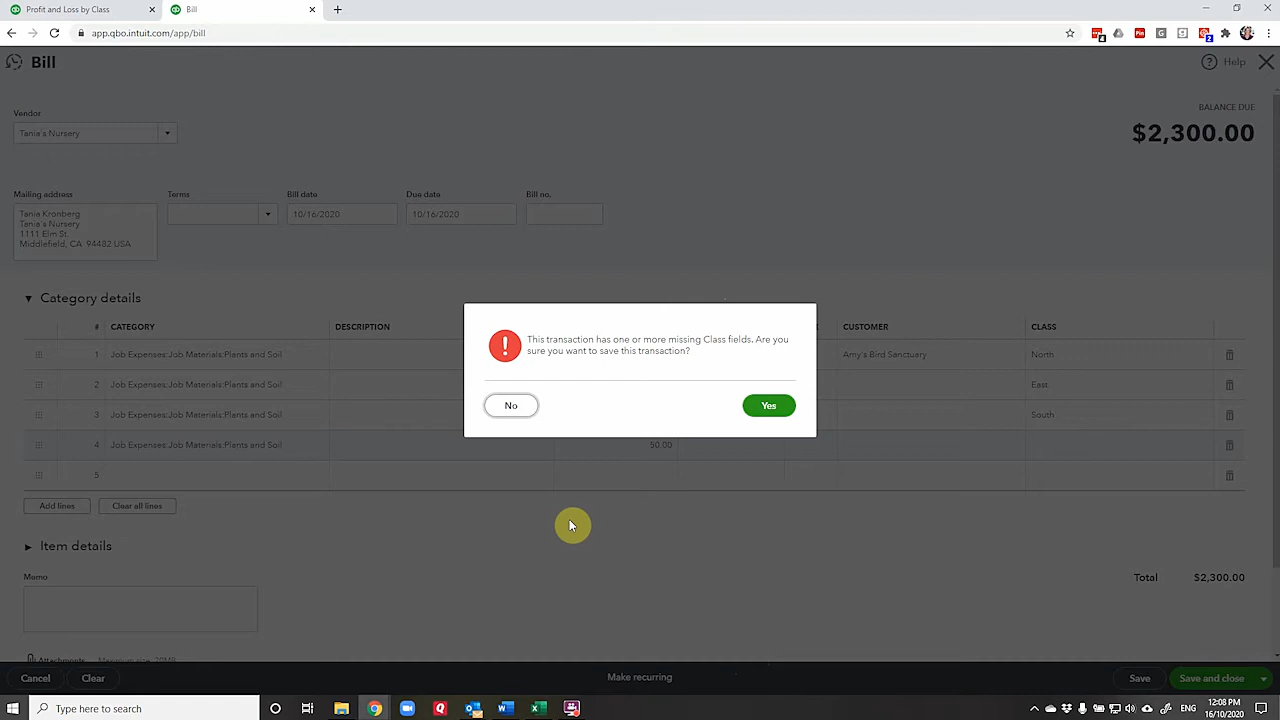 Profit and Loss by Class
Bill
app.qbo.intuit.com/app/bill
Bill
Help
Vendor
BALANCE DUE
Tania's Nursery
$2,300.00
Mailing address
Terms
Bill date
Due date
Bill no.
Tania Kronberg
Tania's Nursery
1111 Elm St.
Middlefield, CA 94482 USA
10/16/2020
10/16/2020
Category details
# CATEGORY DESCRIPTION CUSTOMER CLASS
This transaction has one or more missing Class fields. Are you
sure you want to save this transaction?
No
Yes
1 Job Expenses:Job Materials:Plants and Soil Amy's Bird Sanctuary North
2 Job Expenses:Job Materials:Plants and Soil East
3 Job Expenses:Job Materials:Plants and Soil South
4 Job Expenses:Job Materials:Plants and Soil 50.00
5
Add lines
Clear all lines
Item details
Memo
Total $2,300.00
Attachments Maximum size: 20MB
Cancel
Clear
Make recurring
Save
Save and close
Type here to search
12:08 PM
16/10/2020